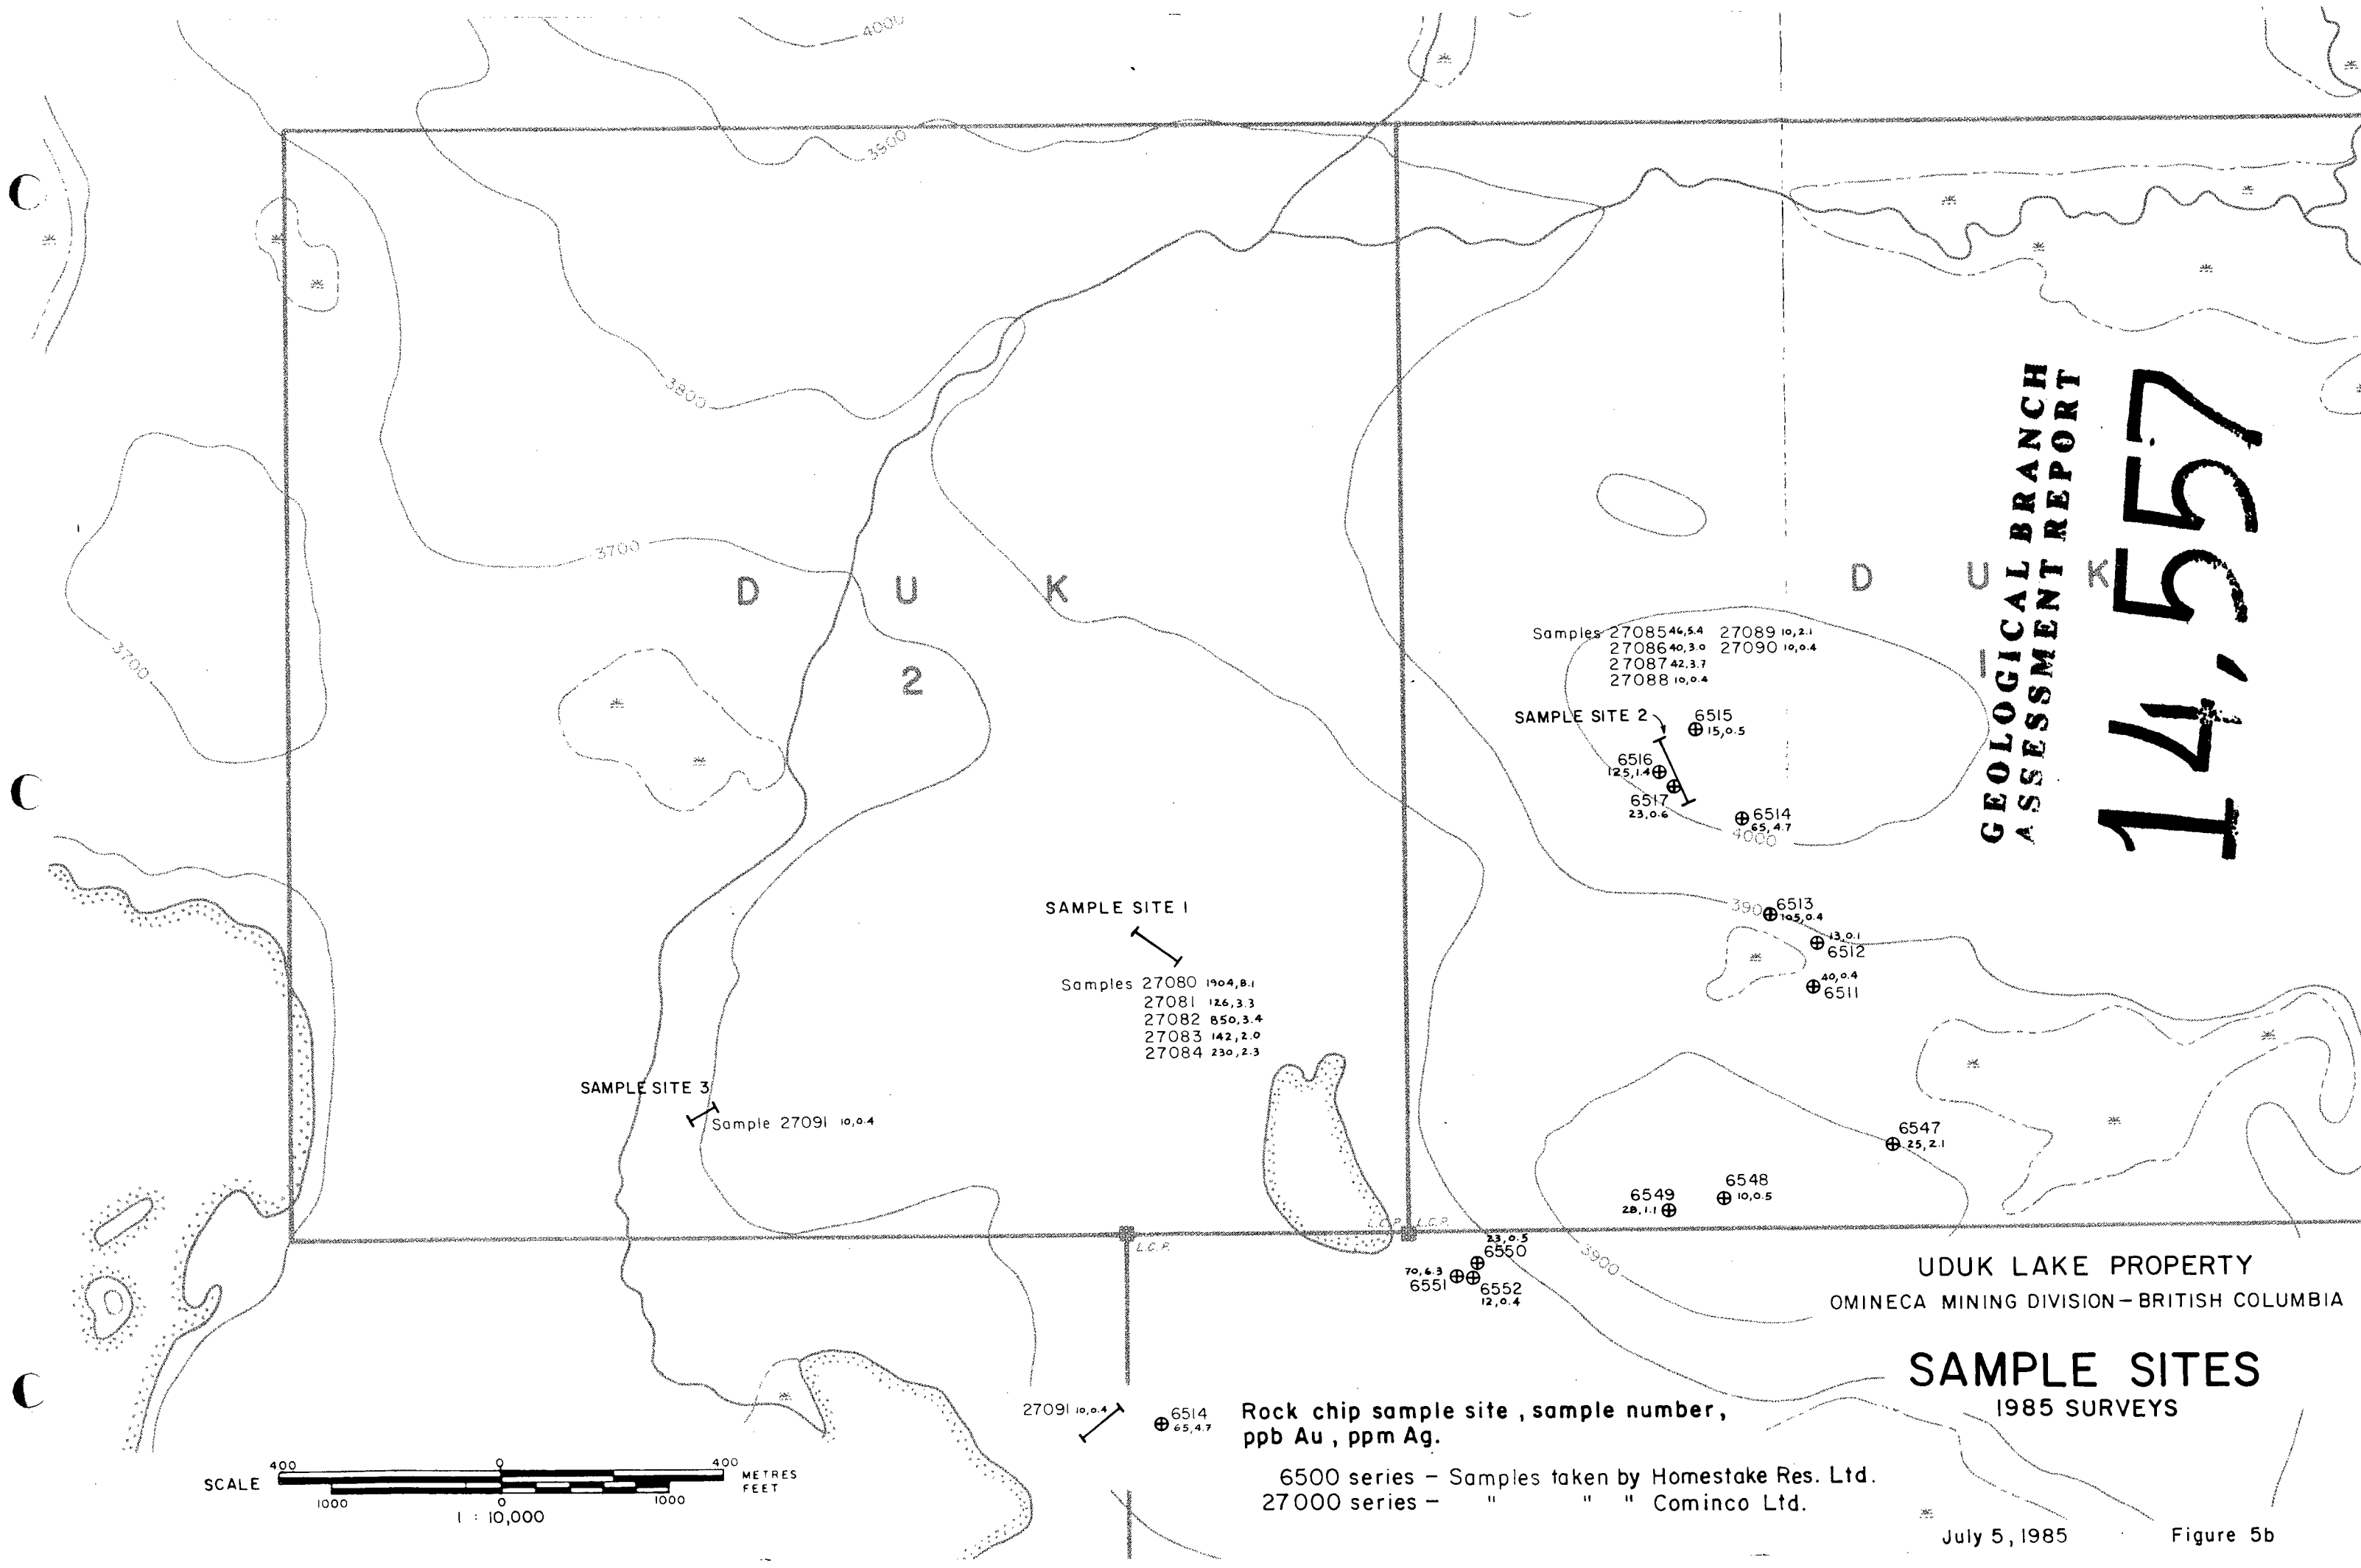 4000
3900
3800
3700
3700
D U K
2
D U K
1
GEOLOGICAL BRANCH
ASSESSMENT REPORT
14,557
Samples 27085 46,5.4 27089 10,2.1
27086 40,3.0 27090 10,0.4
27087 42,3.7
27088 10,0.4
SAMPLE SITE 2
6515
15,0.5
6516
125,1.4
6517
23,0.6
6514
65,4.7
4000
390
6513
105,0.4
13,0.1
6512
40,0.4
6511
SAMPLE SITE 1
Samples 27080 1904,8.1
27081 126,3.3
27082 850,3.4
27083 142,2.0
27084 230,2.3
SAMPLE SITE 3
Sample 27091 10,0.4
6547
25,2.1
6548
10,0.5
6549
28,1.1
L.C.P. L.C.P.
L.C.P.
23,0.5
6550
70,6.3
6551
6552
12,0.4
3900
UDUK LAKE PROPERTY
OMINECA MINING DIVISION – BRITISH COLUMBIA
SAMPLE SITES
1985 SURVEYS
27091 10,0.4
6514
65,4.7
Rock chip sample site , sample number,
ppb Au , ppm Ag.
6500 series – Samples taken by Homestake Res. Ltd.
27000 series – " " " Cominco Ltd.
SCALE
400 0 400 METRES
1000 0 1000 FEET
1 : 10,000
July 5, 1985
Figure 5b